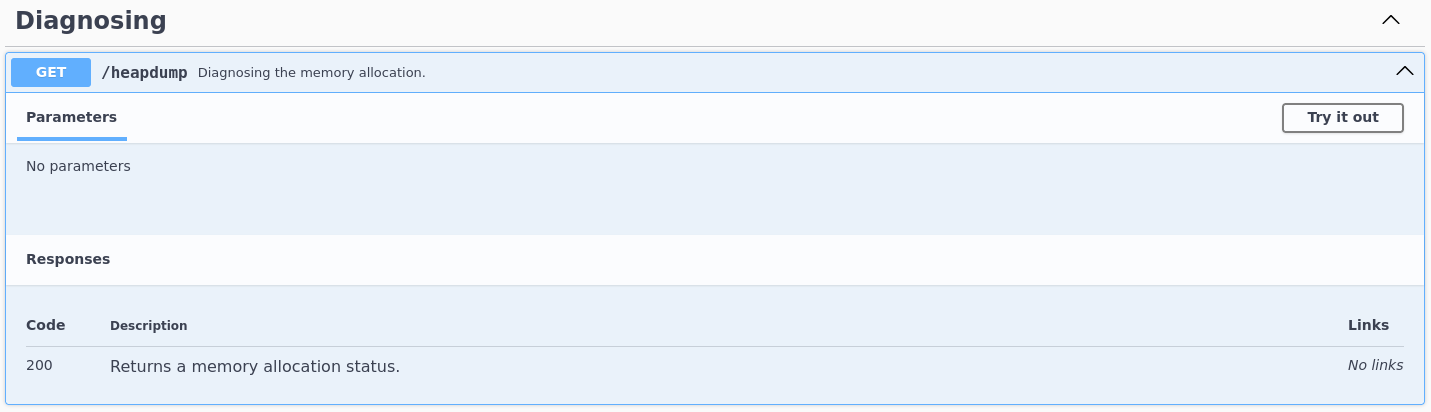 Diagnosing
GET /heapdump Diagnosing the memory allocation.
Parameters Try it out
No parameters
Responses
Code Description Links
200 Returns a memory allocation status. No links